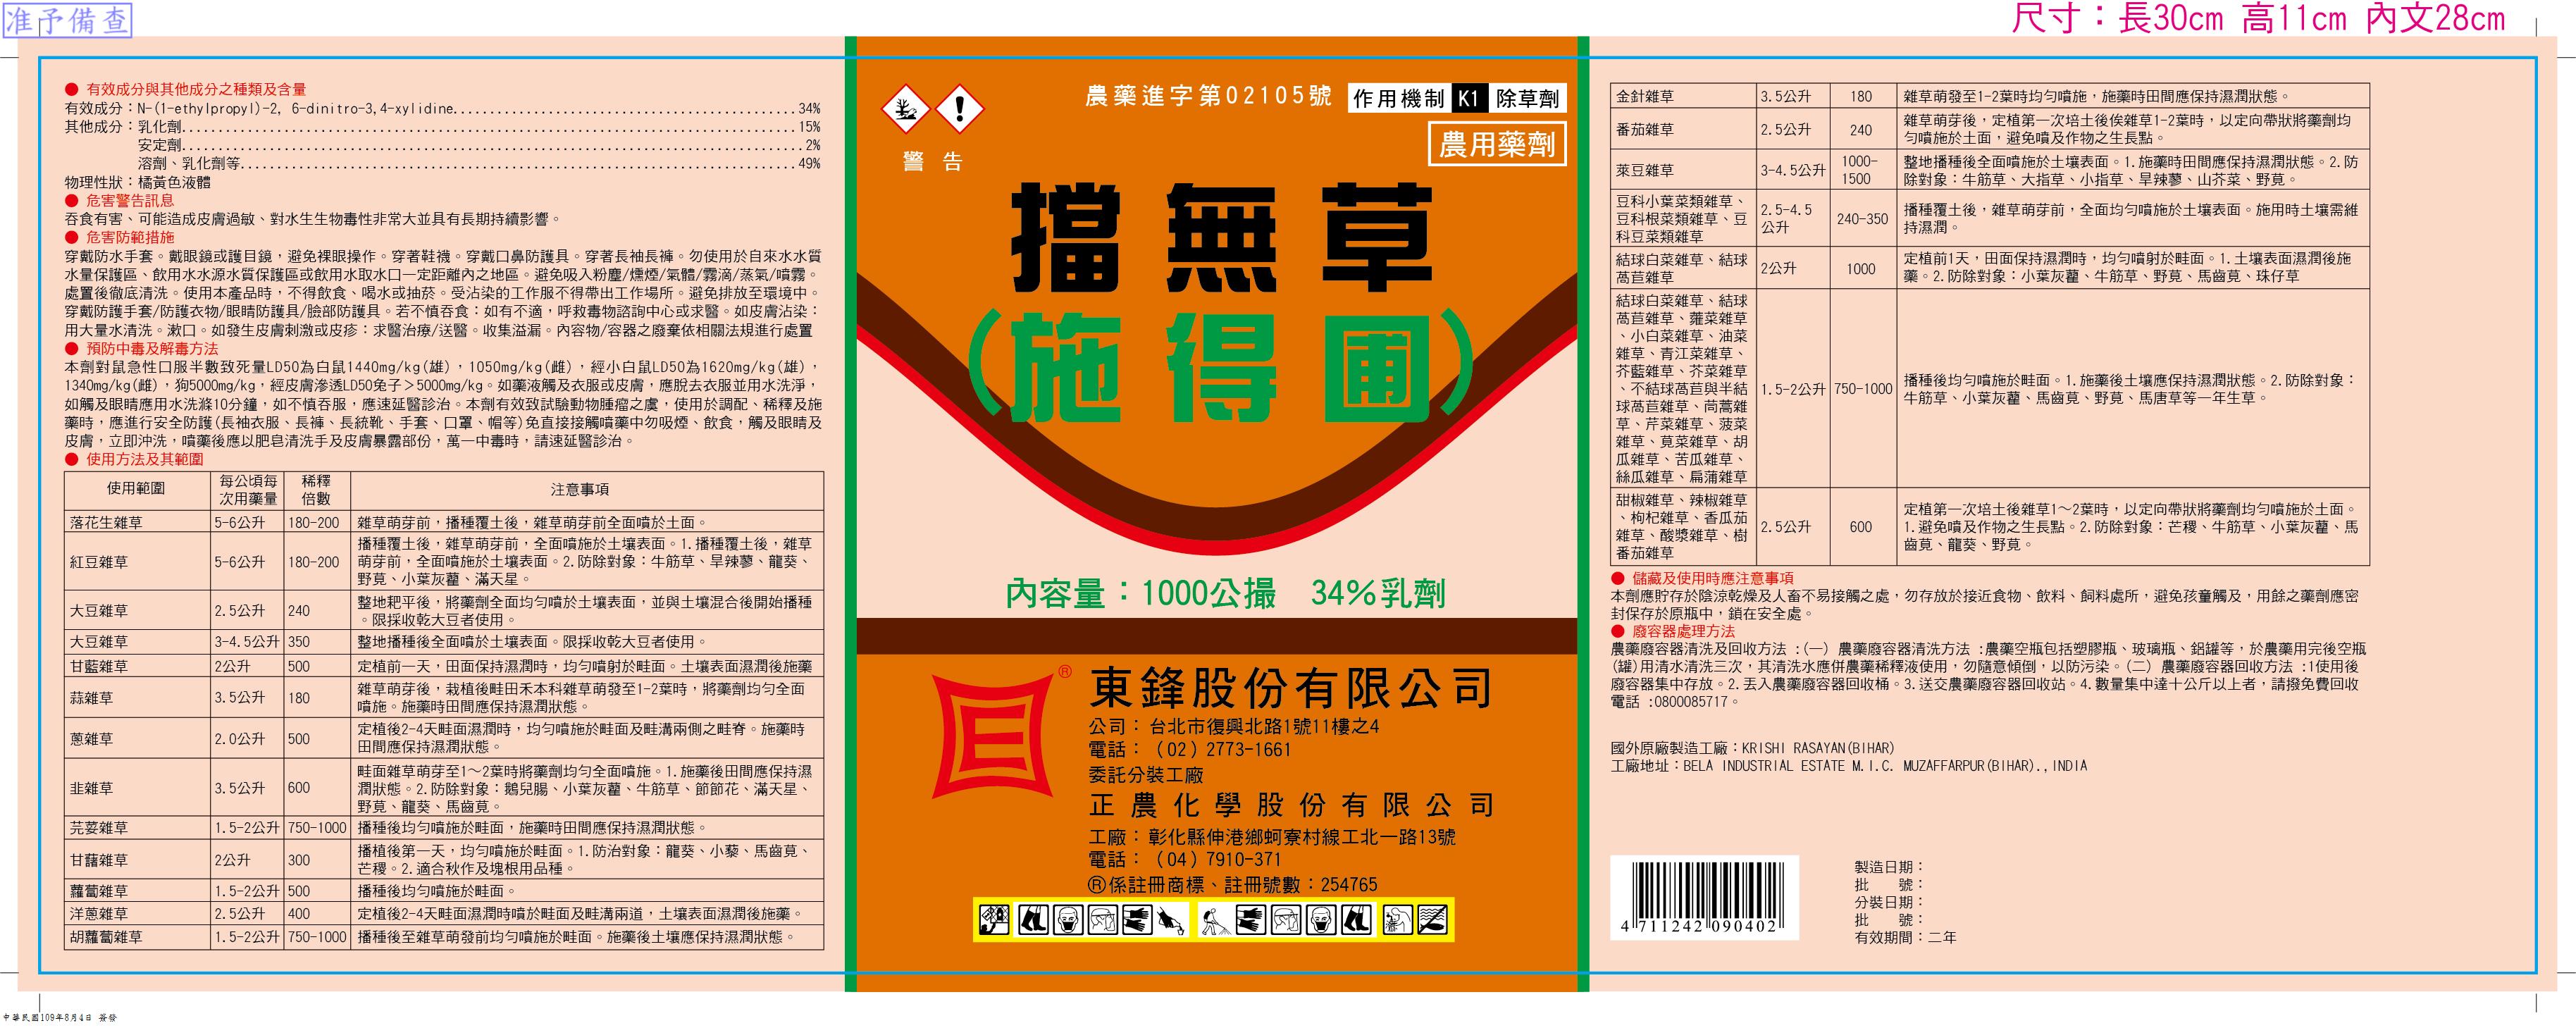 准予備查
尺寸：長30cm 高11cm 內文28cm
● 有效成分與其他成分之種類及含量
有效成分：N-(1-ethylpropyl)-2, 6-dinitro-3,4-xylidine................................................34%
其他成分：乳化劑................................................15%
安定劑................................................2%
溶劑、乳化劑等................................................49%
物理性狀：橘黃色液體
● 危害警告訊息
吞食有害、可能造成皮膚過敏、對水生生物毒性非常大並具有長期持續影響。
● 危害防範措施
穿戴防水手套。戴眼鏡或護目鏡，避免裸眼操作。穿著鞋襪。穿戴口鼻防護具。穿著長袖長褲。勿使用於自來水水質
水量保護區、飲用水水源水質保護區或飲用水取水口一定距離內之地區。避免吸入粉塵/燻煙/氣體/霧滴/蒸氣/噴霧。
處置後徹底清洗。使用本產品時，不得飲食、喝水或抽菸。受沾染的工作服不得帶出工作場所。避免排放至環境中。
穿戴防護手套/防護衣物/眼睛防護具/臉部防護具。若不慎吞食：如有不適，呼救毒物諮詢中心或求醫。如皮膚沾染：
用大量水清洗。漱口。如發生皮膚刺激或皮疹：求醫治療/送醫。收集溢漏。內容物/容器之廢棄依相關法規進行處置
● 預防中毒及解毒方法
本劑對鼠急性口服半數致死量LD50為白鼠1440mg/kg(雄)，1050mg/kg(雌)，經小白鼠LD50為1620mg/kg(雄)，
1340mg/kg(雌)，狗5000mg/kg，經皮膚滲透LD50兔子＞5000mg/kg。如藥液觸及衣服或皮膚，應脫去衣服並用水洗淨，
如觸及眼睛應用水洗滌10分鐘，如不慎吞服，應速延醫診治。本劑有效致試驗動物腫瘤之虞，使用於調配、稀釋及施
藥時，應進行安全防護(長袖衣服、長褲、長統靴、手套、口罩、帽等)免直接接觸噴藥中勿吸煙、飲食，觸及眼睛及
皮膚，立即沖洗，噴藥後應以肥皂清洗手及皮膚暴露部份，萬一中毒時，請速延醫診治。
● 使用方法及其範圍
使用範圍 每公頃每次用藥量 稀釋倍數 注意事項
落花生雜草 5-6公升 180-200 雜草萌芽前，播種覆土後，雜草萌芽前全面噴於土面。
紅豆雜草 5-6公升 180-200 播種覆土後，雜草萌芽前，全面噴施於土壤表面。1.播種覆土後，雜草
萌芽前，全面噴施於土壤表面。2.防除對象：牛筋草、旱辣蓼、龍葵、
野莧、小葉灰藋、滿天星。
大豆雜草 2.5公升 240 整地耙平後，將藥劑全面均勻噴於土壤表面，並與土壤混合後開始播種
。限採收乾大豆者使用。
大豆雜草 3-4.5公升 350 整地播種後全面噴於土壤表面。限採收乾大豆者使用。
甘藍雜草 2公升 500 定植前一天，田面保持濕潤時，均勻噴射於畦面。土壤表面濕潤後施藥
蒜雜草 3.5公升 180 雜草萌芽後，栽植後畦田禾本科雜草萌發至1-2葉時，將藥劑均勻全面
噴施。施藥時田間應保持濕潤狀態。
蔥雜草 2.0公升 500 定植後2-4天畦面濕潤時，均勻噴施於畦面及畦溝兩側之畦脊。施藥時
田間應保持濕潤狀態。
韭雜草 3.5公升 600 畦面雜草萌芽至1～2葉時將藥劑均勻全面噴施。1.施藥後田間應保持濕
潤狀態。2.防除對象：鵝兒腸、小葉灰藋、牛筋草、節節花、滿天星、
野莧、龍葵、馬齒莧。
芫荽雜草 1.5-2公升 750-1000 播種後均勻噴施於畦面，施藥時田間應保持濕潤狀態。
甘藷雜草 2公升 300 播植後第一天，均勻噴施於畦面。1.防治對象：龍葵、小藜、馬齒莧、
芒稷。2.適合秋作及塊根用品種。
蘿蔔雜草 1.5-2公升 500 播種後均勻噴施於畦面。
洋蔥雜草 2.5公升 400 定植後2-4天畦面濕潤時噴於畦面及畦溝兩道，土壤表面濕潤後施藥。
胡蘿蔔雜草 1.5-2公升 750-1000 播種後至雜草萌發前均勻噴施於畦面。施藥後土壤應保持濕潤狀態。
警告
農藥進字第02105號
作用機制 K1 除草劑
農用藥劑
擋無草
(施得圃)
內容量：1000公撮 34%乳劑
®
東鋒股份有限公司
公司：台北市復興北路1號11樓之4
電話：（02）2773-1661
委託分裝工廠
正農化學股份有限公司
工廠：彰化縣伸港鄉蚵寮村線工北一路13號
電話：（04）7910-371
®係註冊商標、註冊號數：254765
金針雜草 3.5公升 180 雜草萌發至1-2葉時均勻噴施，施藥時田間應保持濕潤狀態。
番茄雜草 2.5公升 240 雜草萌芽後，定植第一次培土後俟雜草1-2葉時，以定向帶狀將藥劑均
勻噴施於土面，避免噴及作物之生長點。
萊豆雜草 3-4.5公升 1000-1500 整地播種後全面噴施於土壤表面。1.施藥時田間應保持濕潤狀態。2.防
除對象：牛筋草、大指草、小指草、旱辣蓼、山芥菜、野莧。
豆科小葉菜類雜草、
豆科根菜類雜草、豆
科豆菜類雜草 2.5-4.5公升 240-350 播種覆土後，雜草萌芽前，全面均勻噴施於土壤表面。施用時土壤需維
持濕潤。
結球白菜雜草、結球
萵苣雜草 2公升 1000 定植前1天，田面保持濕潤時，均勻噴射於畦面。1.土壤表面濕潤後施
藥。2.防除對象：小葉灰藋、牛筋草、野莧、馬齒莧、珠仔草
結球白菜雜草、結球
萵苣雜草、蕹菜雜草
、小白菜雜草、油菜
雜草、青江菜雜草、
芥藍雜草、芥菜雜草
、不結球萵苣與半結
球萵苣雜草、茼蒿雜
草、芹菜雜草、菠菜
雜草、莧菜雜草、胡
瓜雜草、苦瓜雜草、
絲瓜雜草、扁蒲雜草 1.5-2公升 750-1000 播種後均勻噴施於畦面。1.施藥後土壤應保持濕潤狀態。2.防除對象：
牛筋草、小葉灰藋、馬齒莧、野莧、馬唐草等一年生草。
甜椒雜草、辣椒雜草
、枸杞雜草、香瓜茄
雜草、酸漿雜草、樹
番茄雜草 2.5公升 600 定植第一次培土後雜草1～2葉時，以定向帶狀將藥劑均勻噴施於土面。
1.避免噴及作物之生長點。2.防除對象：芒稷、牛筋草、小葉灰藋、馬
齒莧、龍葵、野莧。
● 儲藏及使用時應注意事項
本劑應貯存於陰涼乾燥及人畜不易接觸之處，勿存放於接近食物、飲料、飼料處所，避免孩童觸及，用餘之藥劑應密
封保存於原瓶中，鎖在安全處。
● 廢容器處理方法
農藥廢容器清洗及回收方法：(一) 農藥廢容器清洗方法：農藥空瓶包括塑膠瓶、玻璃瓶、鋁罐等，於農藥用完後空瓶
(罐)用清水清洗三次，其清洗水應併農藥稀釋液使用，勿隨意傾倒，以防污染。(二) 農藥廢容器回收方法：1使用後
廢容器集中存放。2.丟入農藥廢容器回收桶。3.送交農藥廢容器回收站。4.數量集中達十公斤以上者，請撥免費回收
電話：0800085717。
國外原廠製造工廠：KRISHI RASAYAN(BIHAR)
工廠地址：BELA INDUSTRIAL ESTATE M.I.C. MUZAFFARPUR(BIHAR).,INDIA
4 711242 090402
製造日期：
批 號：
分裝日期：
批 號：
有效期間：二年
中華民國109年8月4日 簽發